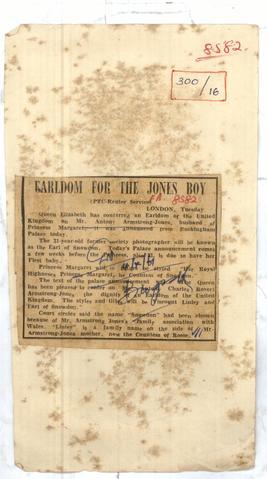 8582.
300/16
EARLDOM FOR THE JONES BOY
(PTC-Reuter Service)
8582
LONDON, Tuesday
Queen Elizabeth has conferred an Earldom of the United
Kingdom on Mr. Antony Armstrong-Jones, husband of
Princess Margaret, it was announced from Buckingham
Palace today.
The 31-year-old former society photographer will be known
as the Earl of Snowdon. Today's Palace announcement comes
a few weeks before the Princess, is due to have her
First baby.
Princess Margaret will be styled "Her Royal
Highness, Princess Margaret, the Countess of Snowdon."
The text of the palace announcement "The Queen
has been pleased to confer on Charles Robert
Armstrong-Jones, the dignity of an Earldom of the United
Kingdom. The styles and titles will be Viscount Linley and
Earl of Snowdon."
Court circles said the name "Snowdon" had been chosen
because of Mr. Armstrong Jones's family association with
Wales. "Linley" is a family name on the side of Mr.
Armstrong-Jones mother, now the Countess of Rosse.